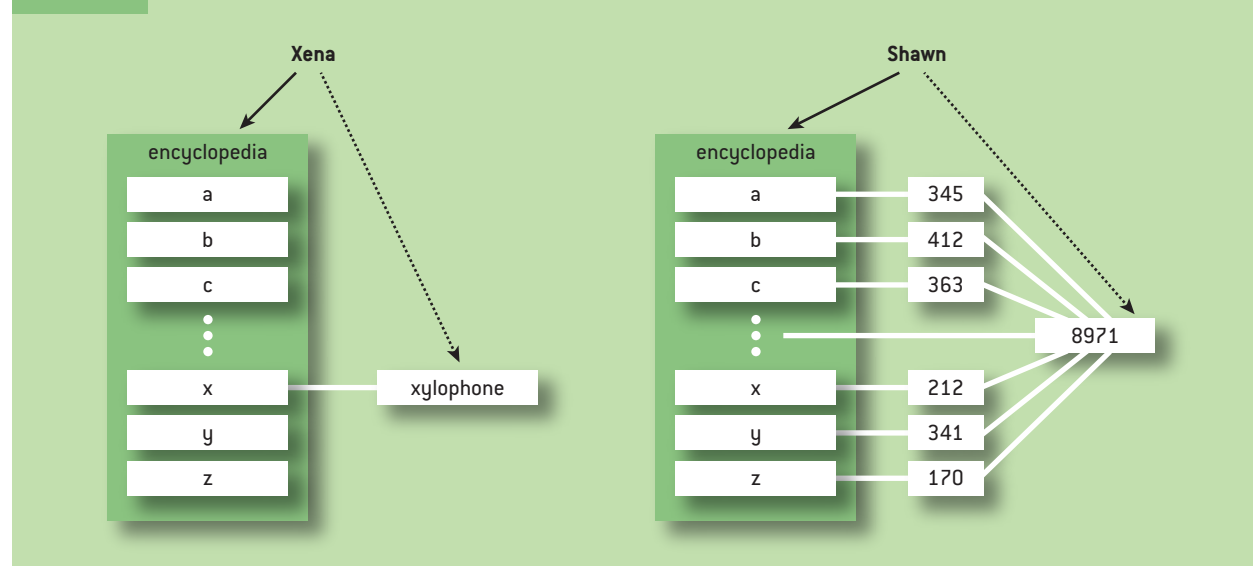 Xena
encyclopedia
a
b
c
x
y
z
xylophone
Shawn
encyclopedia
a
345
b
412
c
363
8971
x
212
y
341
z
170